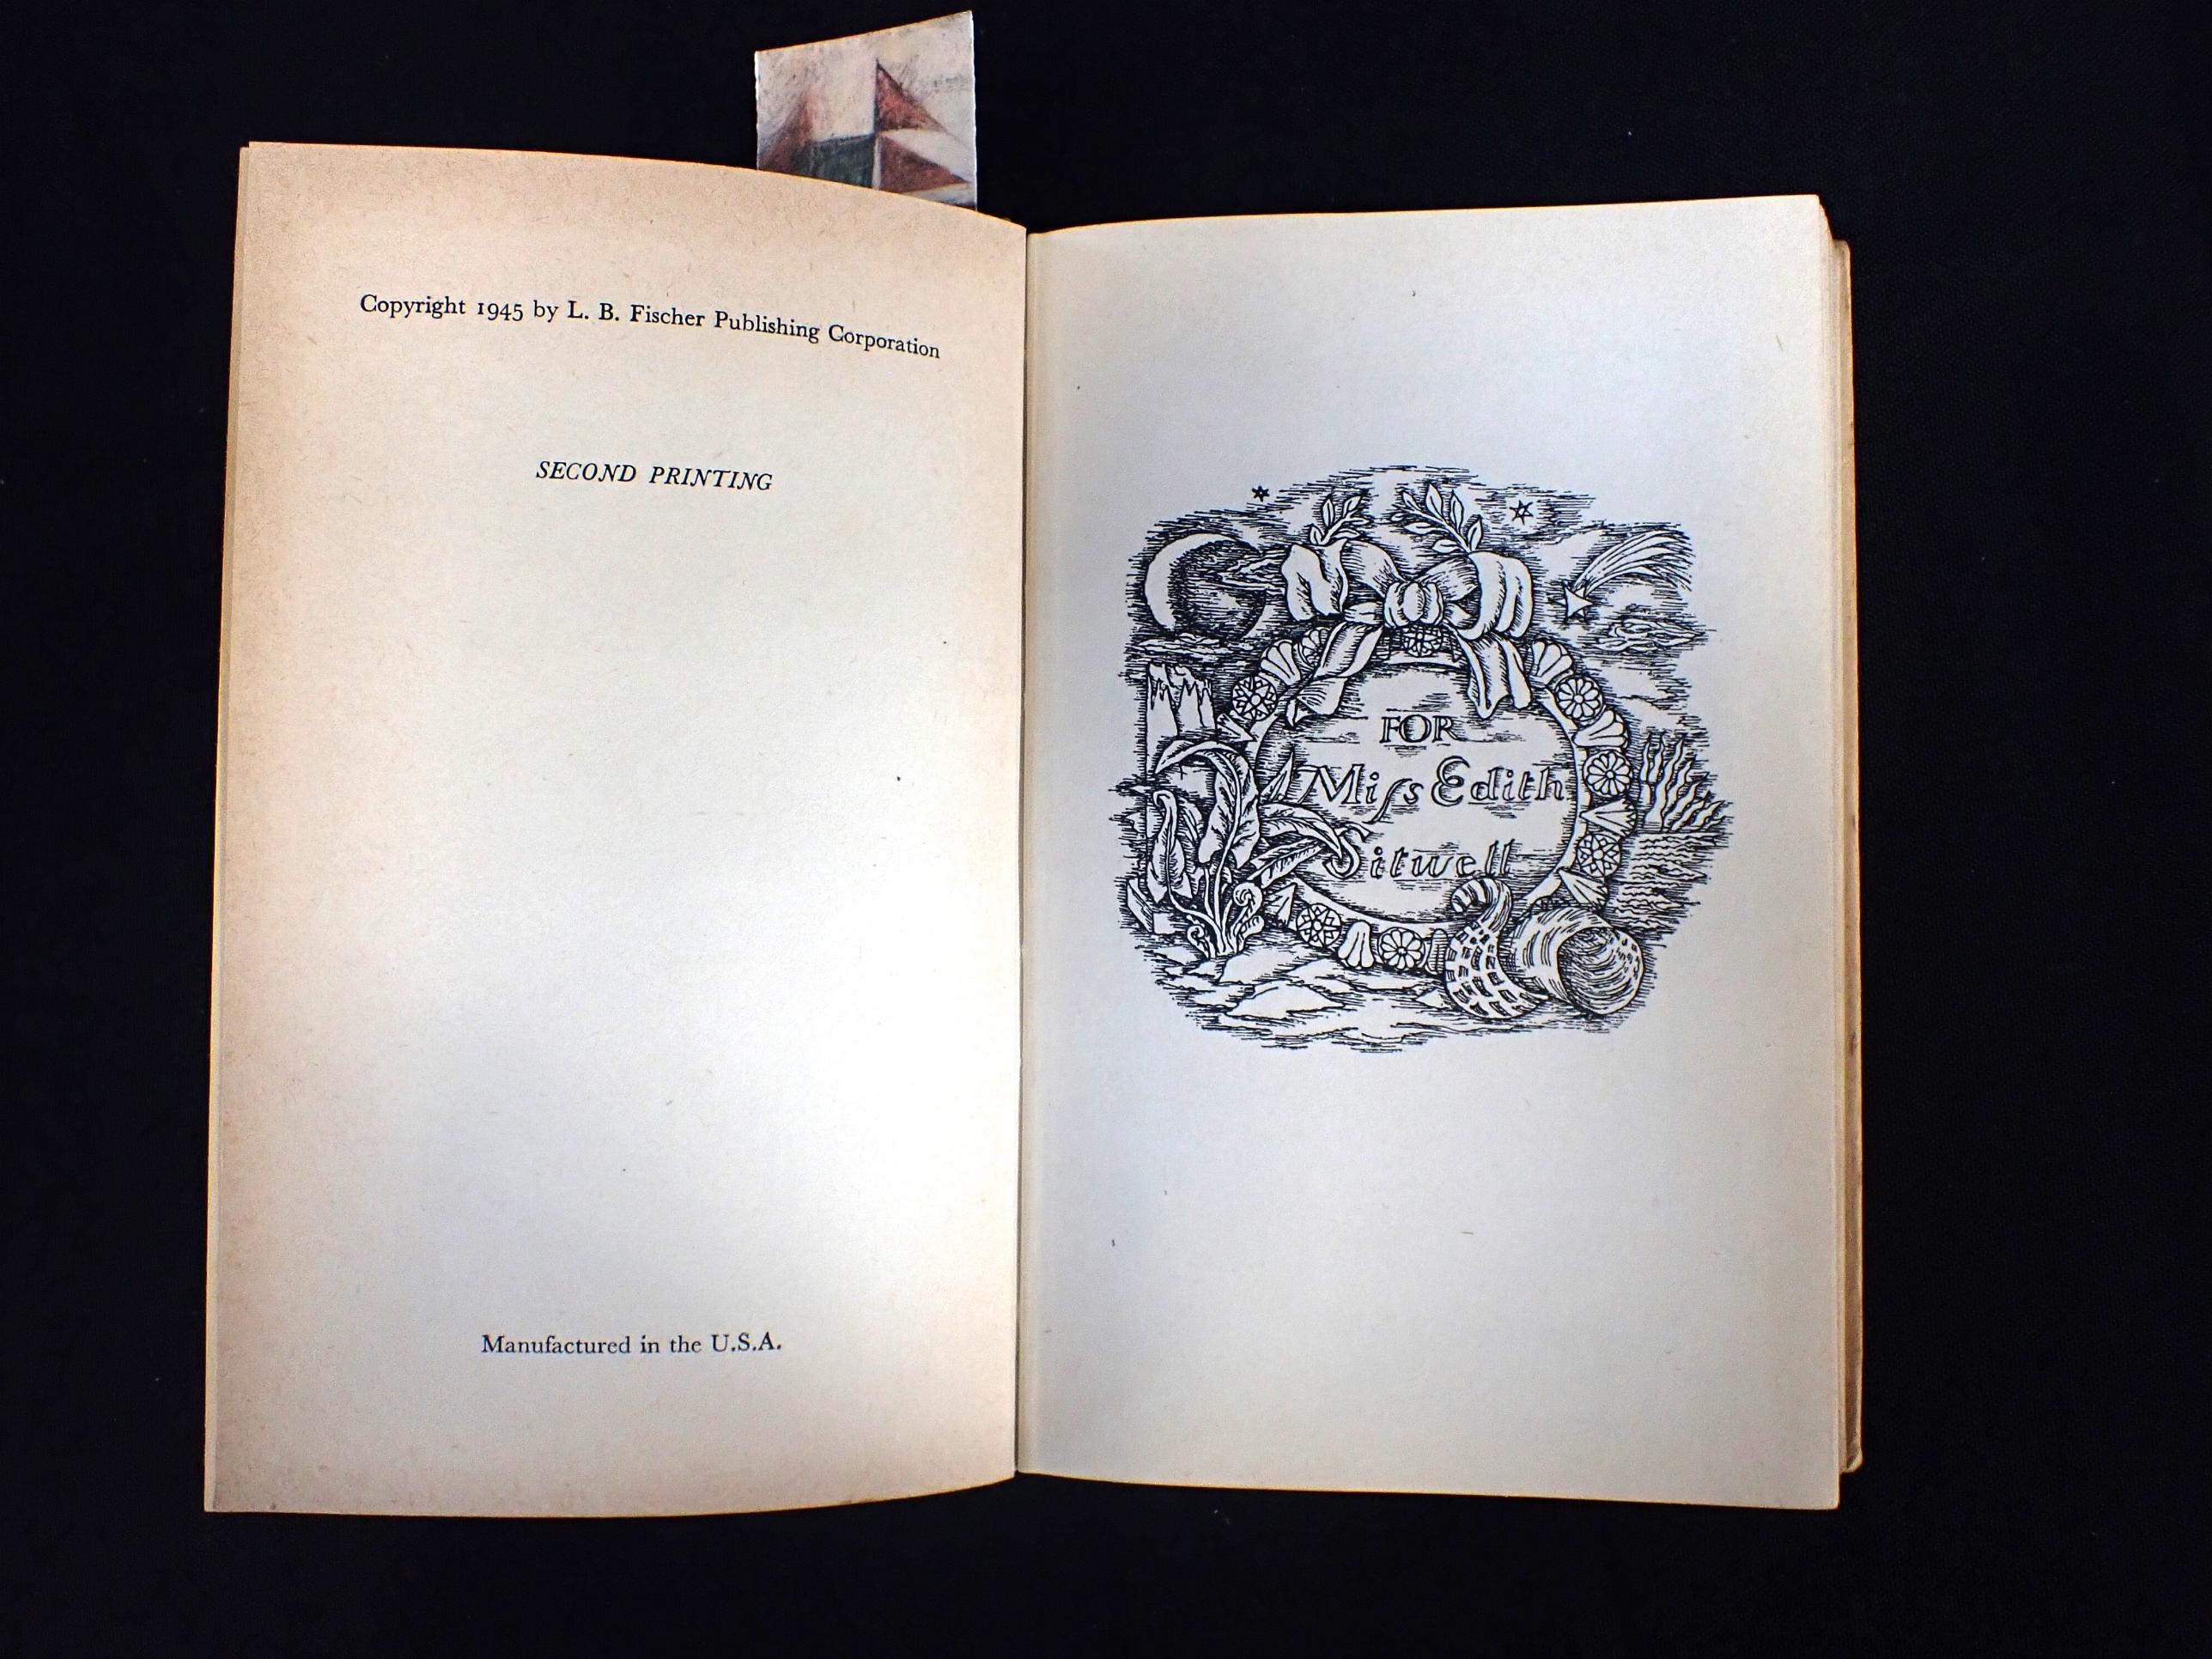 Copyright 1945 by L. B. Fischer Publishing Corporation
SECOND PRINTING
Manufactured in the U.S.A.
FOR
Miſs Edith
Sitwell